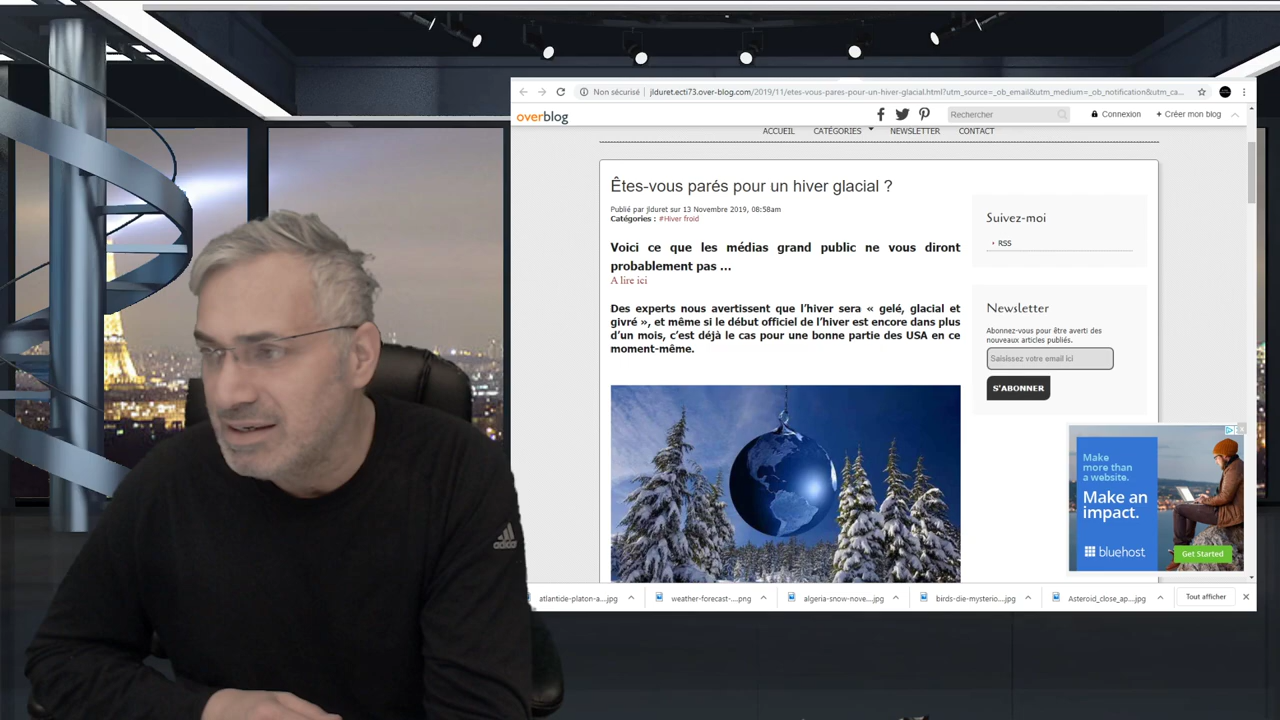 Non sécurisé
jlduret.ecti73.over-blog.com/2019/11/etes-vous-pares-pour-un-hiver-glacial.html?utm_source=_ob_email&utm_medium=_ob_notification&utm_ca...
overblog
Rechercher
Connexion
+ Créer mon blog
ACCUEIL
CATÉGORIES
NEWSLETTER
CONTACT
Êtes-vous parés pour un hiver glacial ?
Publié par jlduret sur 13 Novembre 2019, 08:58am
Catégories : #Hiver froid
Voici ce que les médias grand public ne vous diront
probablement pas ...
A lire ici
Des experts nous avertissent que l'hiver sera « gelé, glacial et
givré », et même si le début officiel de l'hiver est encore dans plus
d'un mois, c'est déjà le cas pour une bonne partie des USA en ce
moment-même.
Suivez-moi
RSS
Newsletter
Abonnez-vous pour être averti des
nouveaux articles publiés.
Saisissez votre email ici
S'ABONNER
Make
more than
a website.
Make an
impact.
bluehost
Get Started
adidas
atlantide-platon-a....jpg
weather-forecast-....png
algeria-snow-nove....jpg
birds-die-mysterio....jpg
Asteroid_close_ap....jpg
Tout afficher